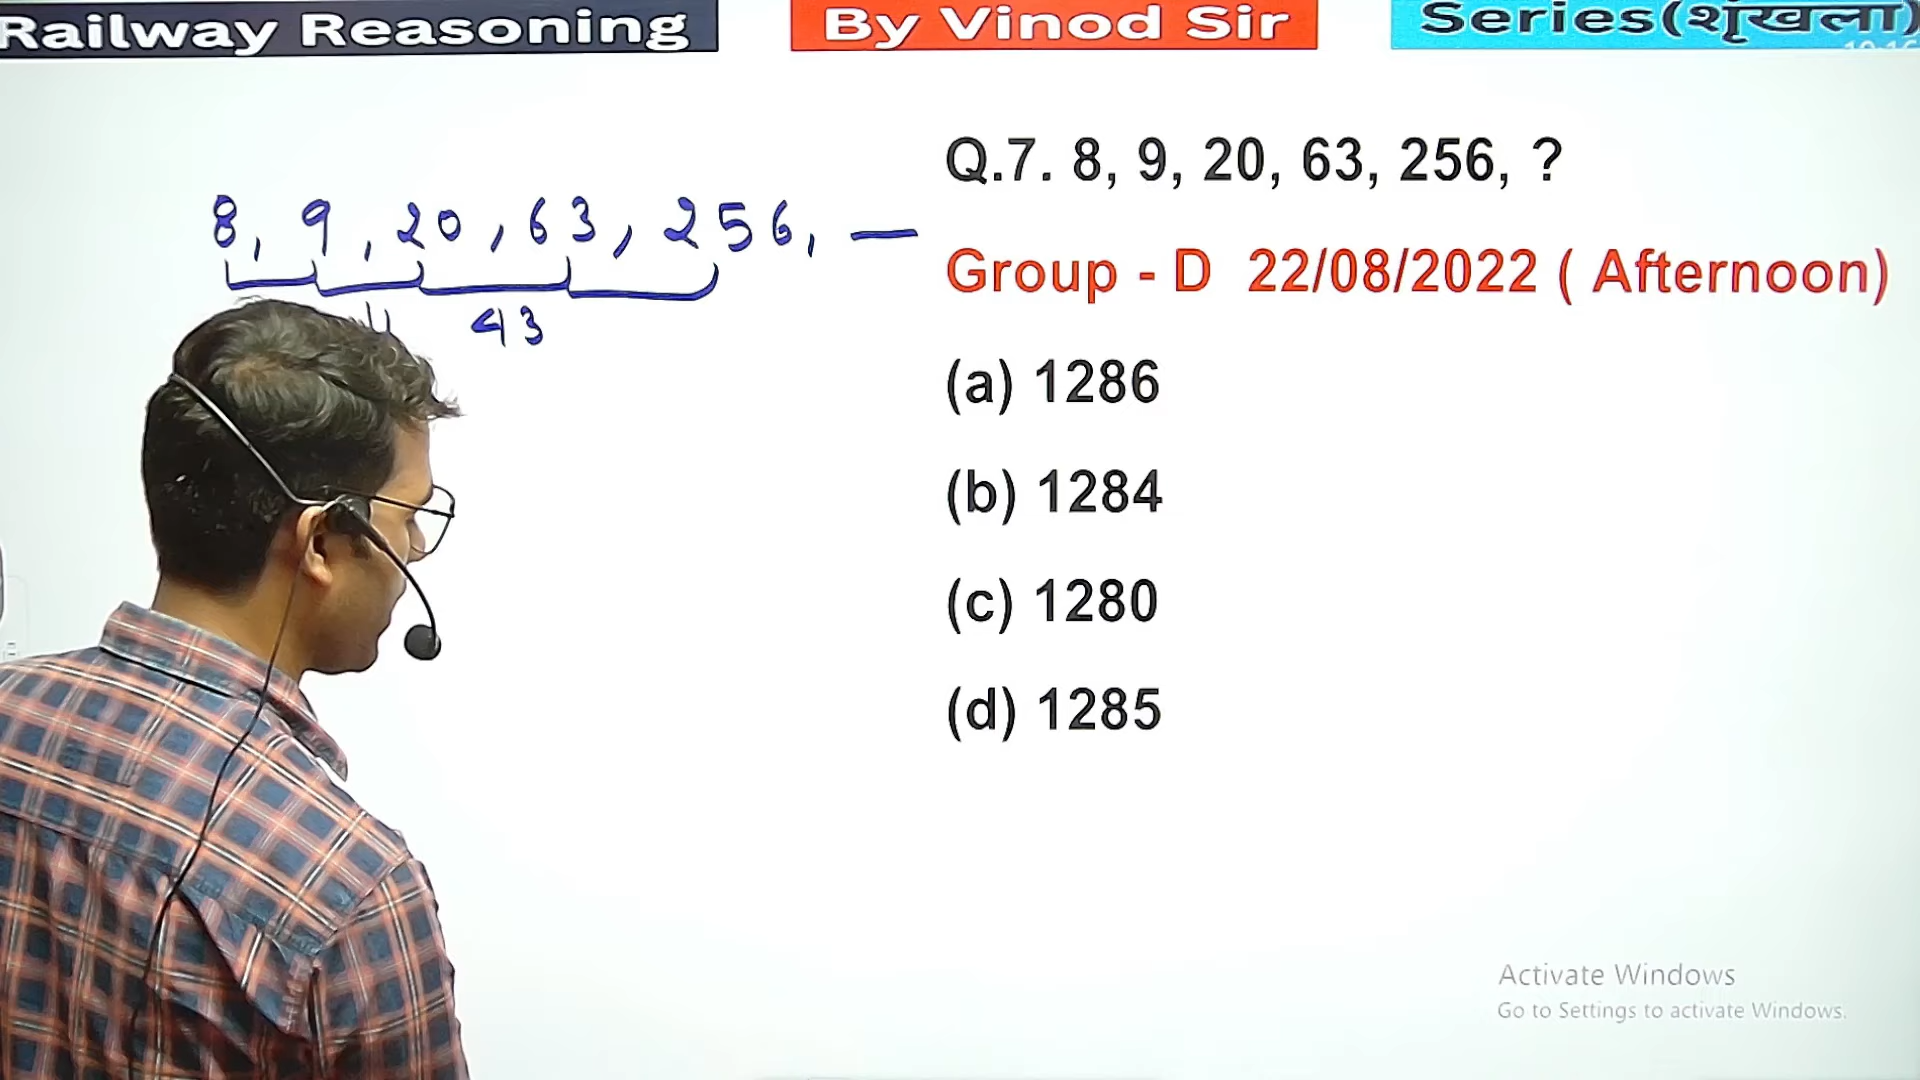 Railway Reasoning
By Vinod Sir
Series(शृंखला)
Q.7. 8, 9, 20, 63, 256, ?
8, 9, 20, 63, 256, —
Group - D 22/08/2022 ( Afternoon)
11 43
(a) 1286
(b) 1284
(c) 1280
(d) 1285
Activate Windows
Go to Settings to activate Windows.